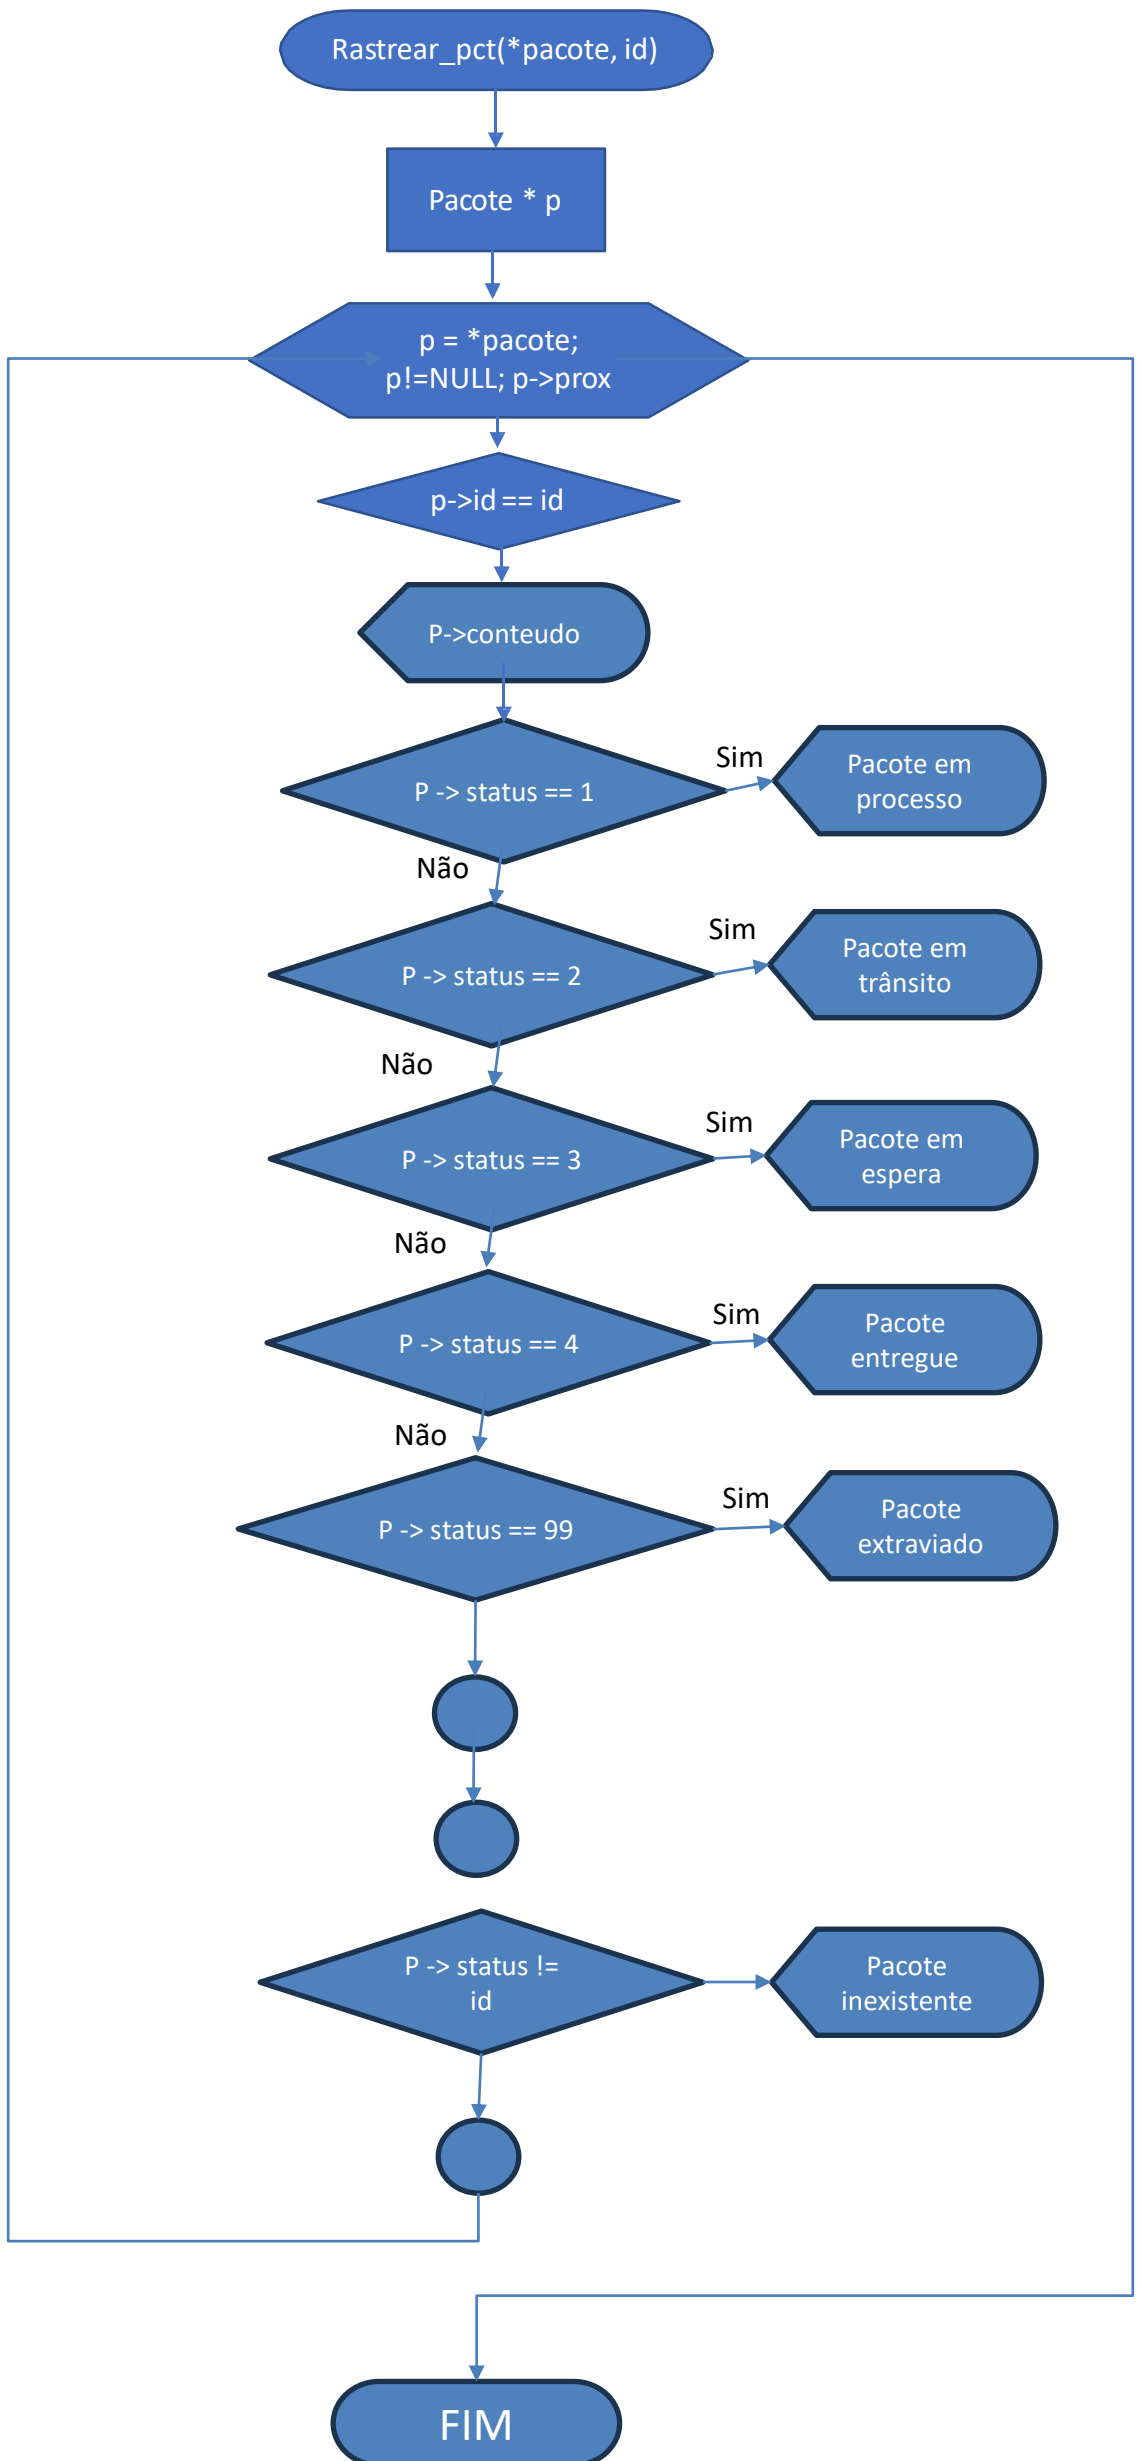 Rastrear_pct(*pacote, id)
Pacote * p
p = *pacote;
p!=NULL; p->prox
p->id == id
P->conteudo
P -> status == 1
Sim
Pacote em
processo
Não
P -> status == 2
Sim
Pacote em
trânsito
Não
P -> status == 3
Sim
Pacote em
espera
Não
P -> status == 4
Sim
Pacote
entregue
Não
P -> status == 99
Sim
Pacote
extraviado
P -> status !=
id
Pacote
inexistente
FIM